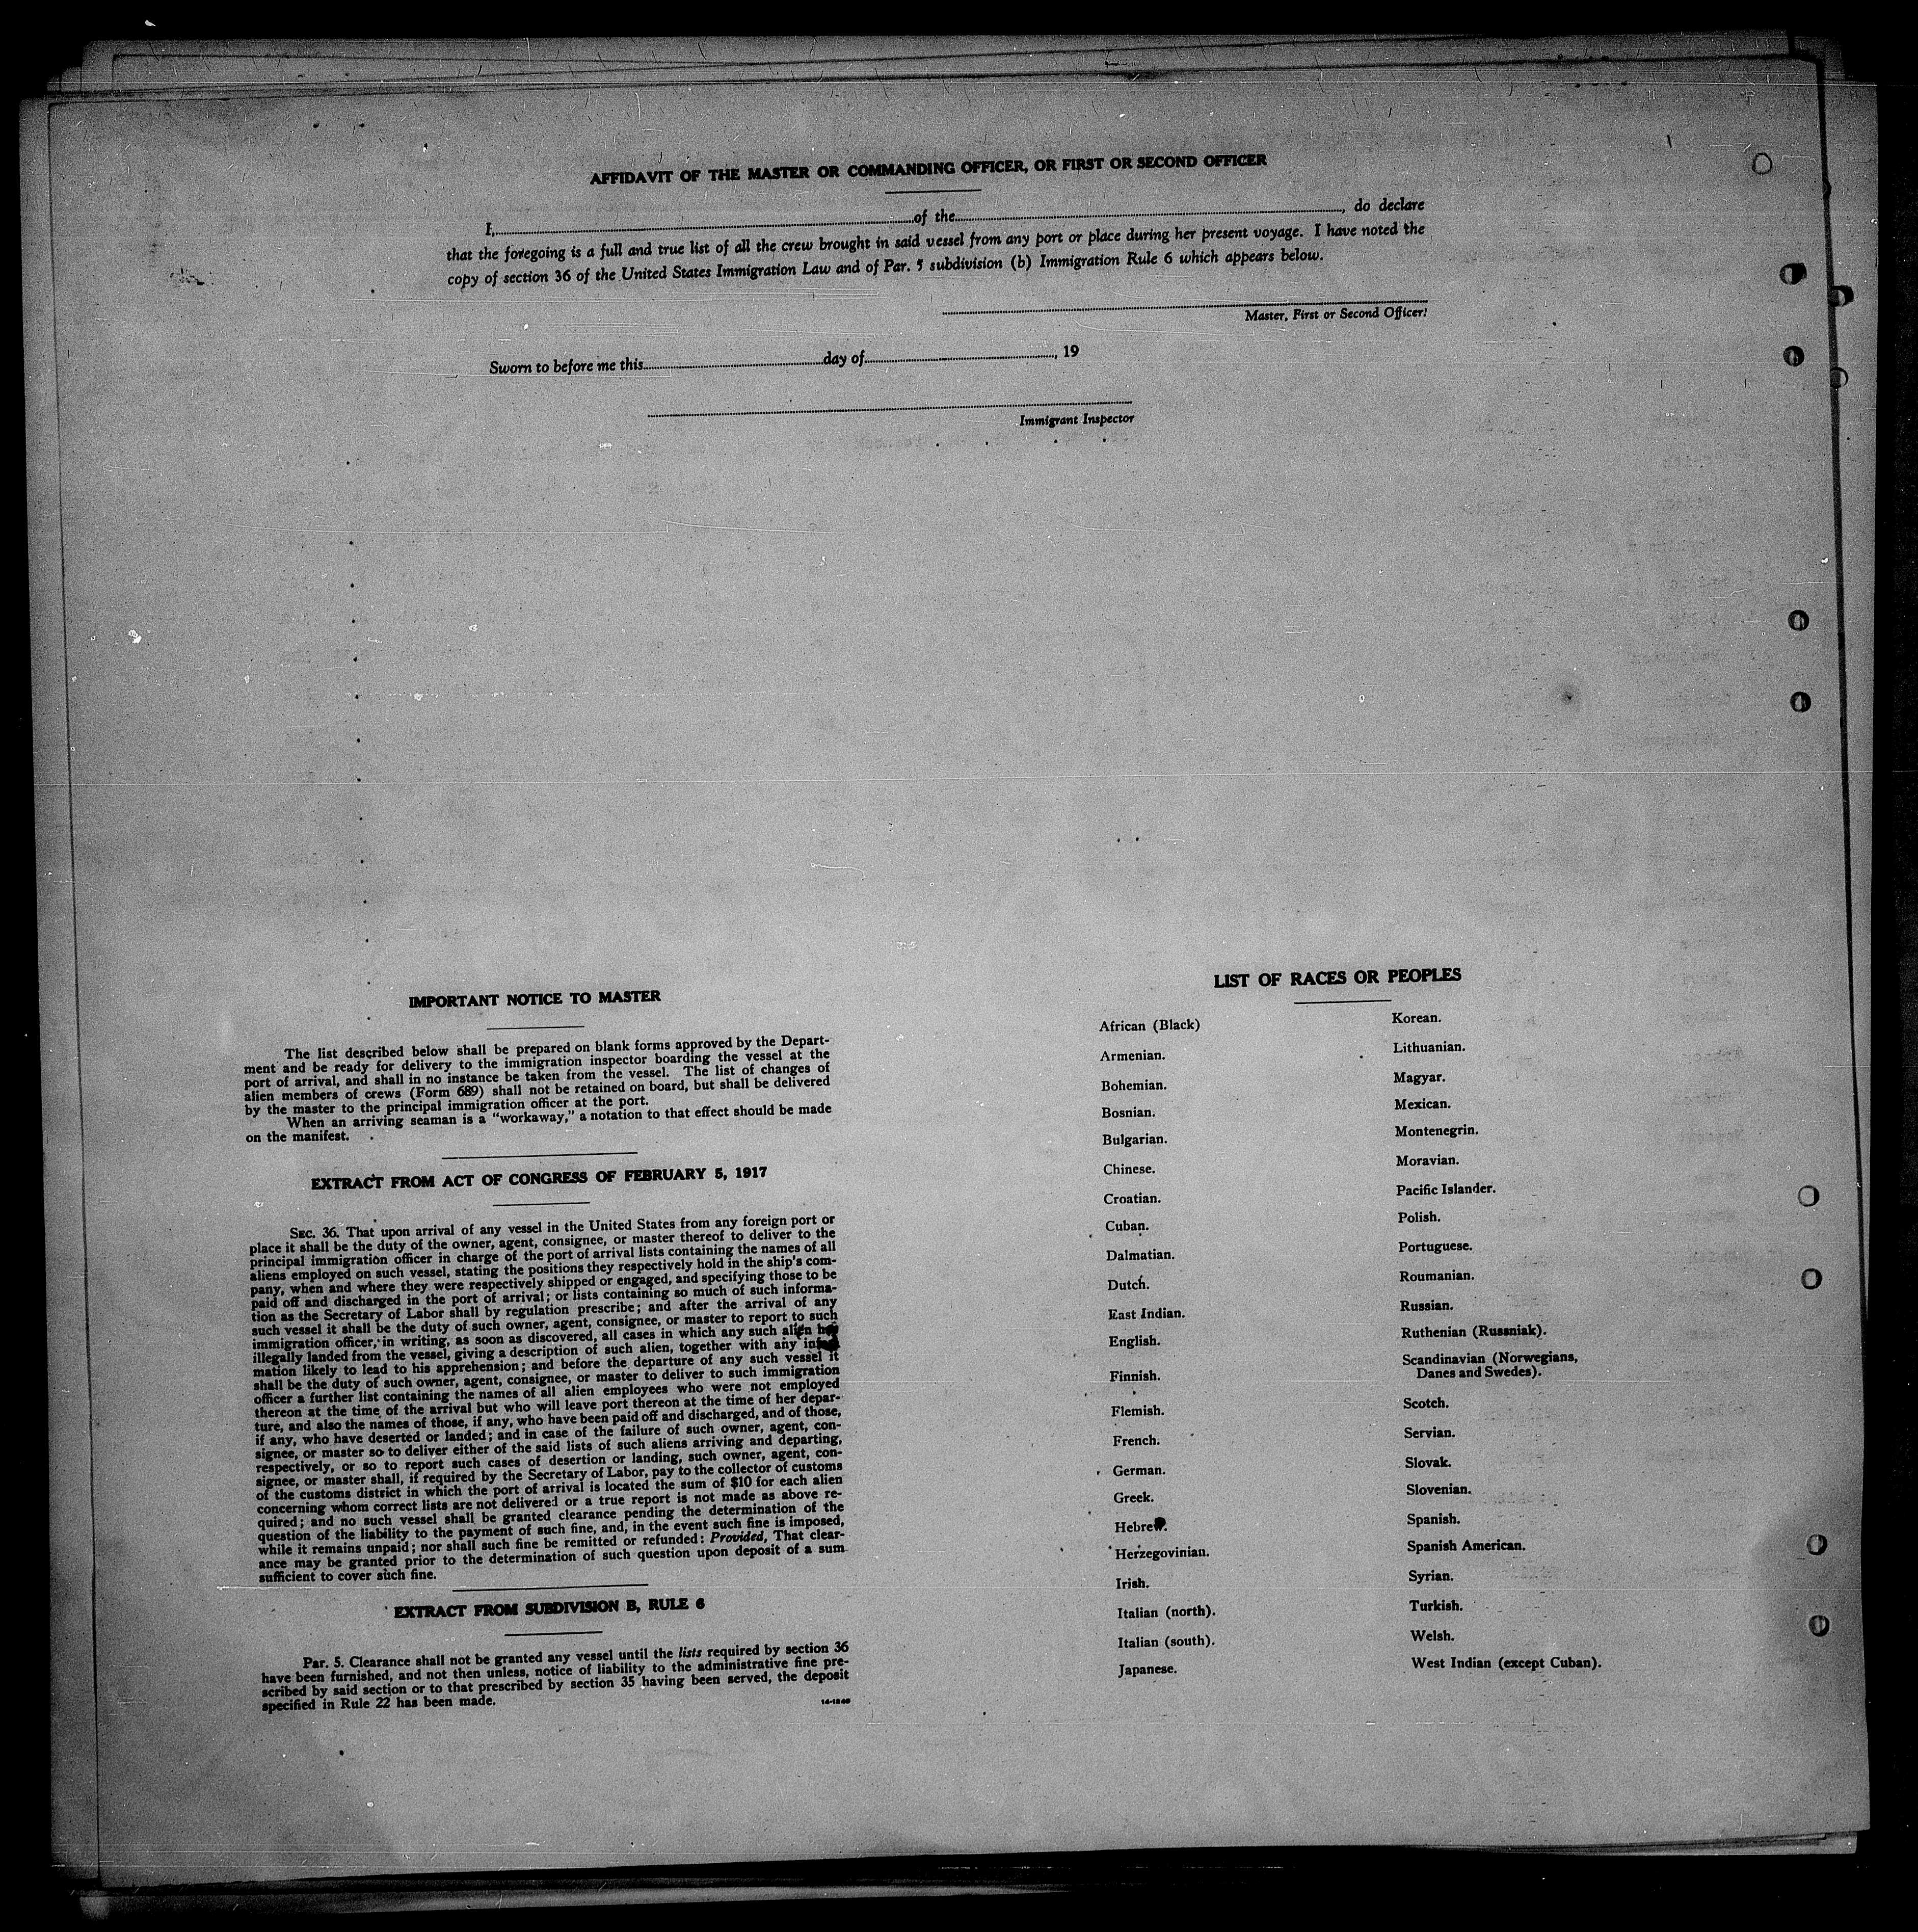 AFFIDAVIT OF THE MASTER OR COMMANDING OFFICER, OR FIRST OR SECOND OFFICER
I, of the , do declare
that the foregoing is a full and true list of all the crew brought in said vessel from any port or place during her present voyage. I have noted the
copy of section 36 of the United States Immigration Law and of Par. 5 subdivision (b) Immigration Rule 6 which appears below.
Master, First or Second Officer.
Sworn to before me this day of , 19
Immigrant Inspector
IMPORTANT NOTICE TO MASTER
The list described below shall be prepared on blank forms approved by the Depart-
ment and be ready for delivery to the immigration inspector boarding the vessel at the
port of arrival, and shall in no instance be taken from the vessel. The list of changes of
alien members of crews (Form 689) shall not be retained on board, but shall be delivered
by the master to the principal immigration officer at the port.
When an arriving seaman is a "workaway," a notation to that effect should be made
on the manifest.
EXTRACT FROM ACT OF CONGRESS OF FEBRUARY 5, 1917
SEC. 36. That upon arrival of any vessel in the United States from any foreign port or
place it shall be the duty of the owner, agent, consignee, or master thereof to deliver to the
principal immigration officer in charge of the port of arrival lists containing the names of all
aliens employed on such vessel, stating the positions they respectively hold in the ship's com-
pany, when and where they were respectively shipped or engaged, and specifying those to be
paid off and discharged in the port of arrival; or lists containing so much of such informa-
tion as the Secretary of Labor shall by regulation prescribe; and after the arrival of any
such vessel it shall be the duty of such owner, agent, consignee, or master to report to such
immigration officer, in writing, as soon as discovered, all cases in which any such alien
illegally landed from the vessel, giving a description of such alien, together with any
mation likely to lead to his apprehension; and before the departure of any such vessel it
shall be the duty of such owner, agent, consignee, or master to deliver to such immigration
officer a further list containing the names of all alien employees who were not employed
thereon at the time of the arrival but who will leave port thereon at the time of her depar-
ture, and also the names of those, if any, who have been paid off and discharged, and of those,
if any, who have deserted or landed; and in case of the failure of such owner, agent, con-
signee, or master so to deliver either of the said lists of such aliens arriving and departing,
respectively, or so to report such cases of desertion or landing, such owner, agent, con-
signee, or master shall, if required by the Secretary of Labor, pay to the collector of customs
of the customs district in which the port of arrival is located the sum of $10 for each alien
concerning whom correct lists are not delivered or a true report is not made as above re-
quired; and no such vessel shall be granted clearance pending the determination of the
question of the liability to the payment of such fine, and, in the event such fine is imposed,
while it remains unpaid; nor shall such fine be remitted or refunded: Provided, That clear-
ance may be granted prior to the determination of such question upon deposit of a sum
sufficient to cover such fine.
EXTRACT FROM SUBDIVISION B, RULE 6
Par. 5. Clearance shall not be granted any vessel until the lists required by section 36
have been furnished, and not then unless, notice of liability to the administrative fine pre-
scribed by said section or to that prescribed by section 35 having been served, the deposit
specified in Rule 22 has been made.
14-1840
LIST OF RACES OR PEOPLES
African (Black)
Armenian.
Bohemian.
Bosnian.
Bulgarian.
Chinese.
Croatian.
Cuban.
Dalmatian.
Dutch.
East Indian.
English.
Finnish.
Flemish.
French.
German.
Greek.
Hebrew.
Herzegovinian.
Irish.
Italian (north).
Italian (south).
Japanese.
Korean.
Lithuanian.
Magyar.
Mexican.
Montenegrin.
Moravian.
Pacific Islander.
Polish.
Portuguese.
Roumanian.
Russian.
Ruthenian (Russniak).
Scandinavian (Norwegians,
Danes and Swedes).
Scotch.
Servian.
Slovak.
Slovenian.
Spanish.
Spanish American.
Syrian.
Turkish.
Welsh.
West Indian (except Cuban).